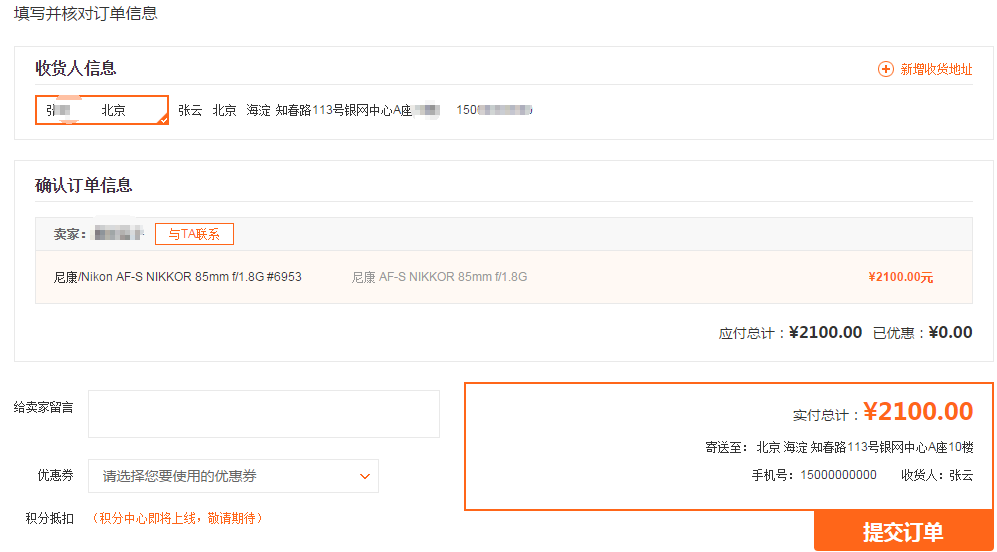 填写并核对订单信息
收货人信息
新增收货地址
张 北京 张云 北京 海淀 知春路113号银网中心A座 150
确认订单信息
卖家： 与TA联系
尼康/Nikon AF-S NIKKOR 85mm f/1.8G #6953 尼康 AF-S NIKKOR 85mm f/1.8G ¥2100.00元
应付总计：¥2100.00 已优惠：¥0.00
给卖家留言
优惠券 请选择您要使用的优惠券
积分抵扣 （积分中心即将上线，敬请期待）
实付总计：¥2100.00
寄送至： 北京 海淀 知春路113号银网中心A座10楼
手机号：15000000000 收货人：张云
提交订单